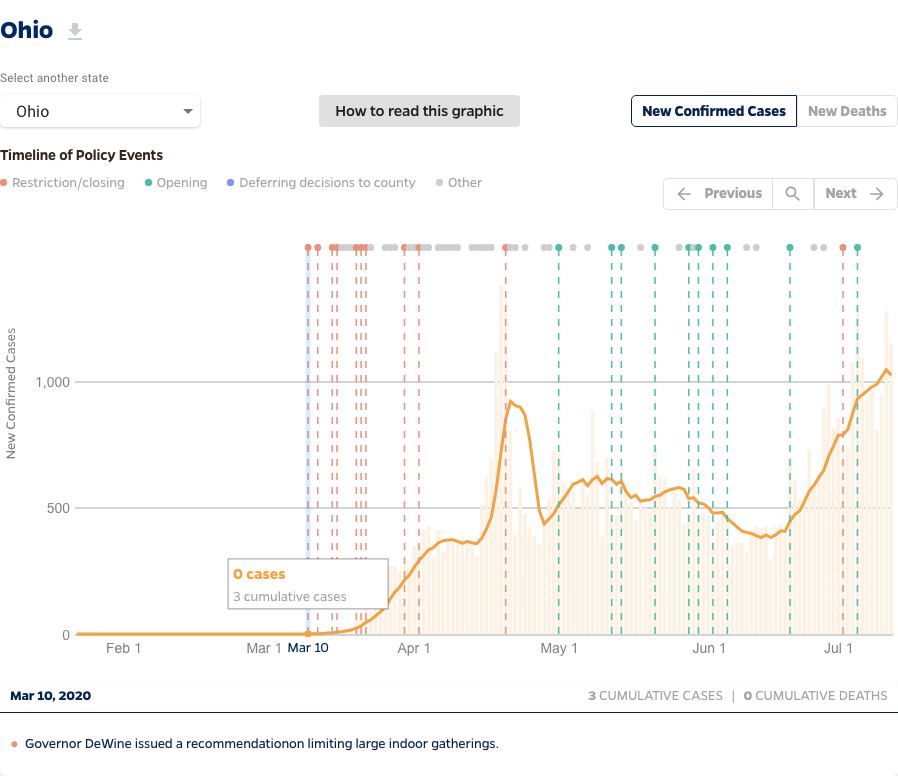 Ohio
Select another state
Ohio
How to read this graphic
New Confirmed Cases
New Deaths
Timeline of Policy Events
Restriction/closing
Opening
Deferring decisions to county
Other
Previous
Next
New Confirmed Cases
1,000
500
0
0 cases
3 cumulative cases
Feb 1
Mar 1
Mar 10
Apr 1
May 1
Jun 1
Jul 1
Mar 10, 2020
3 CUMULATIVE CASES | 0 CUMULATIVE DEATHS
Governor DeWine issued a recommendationon limiting large indoor gatherings.